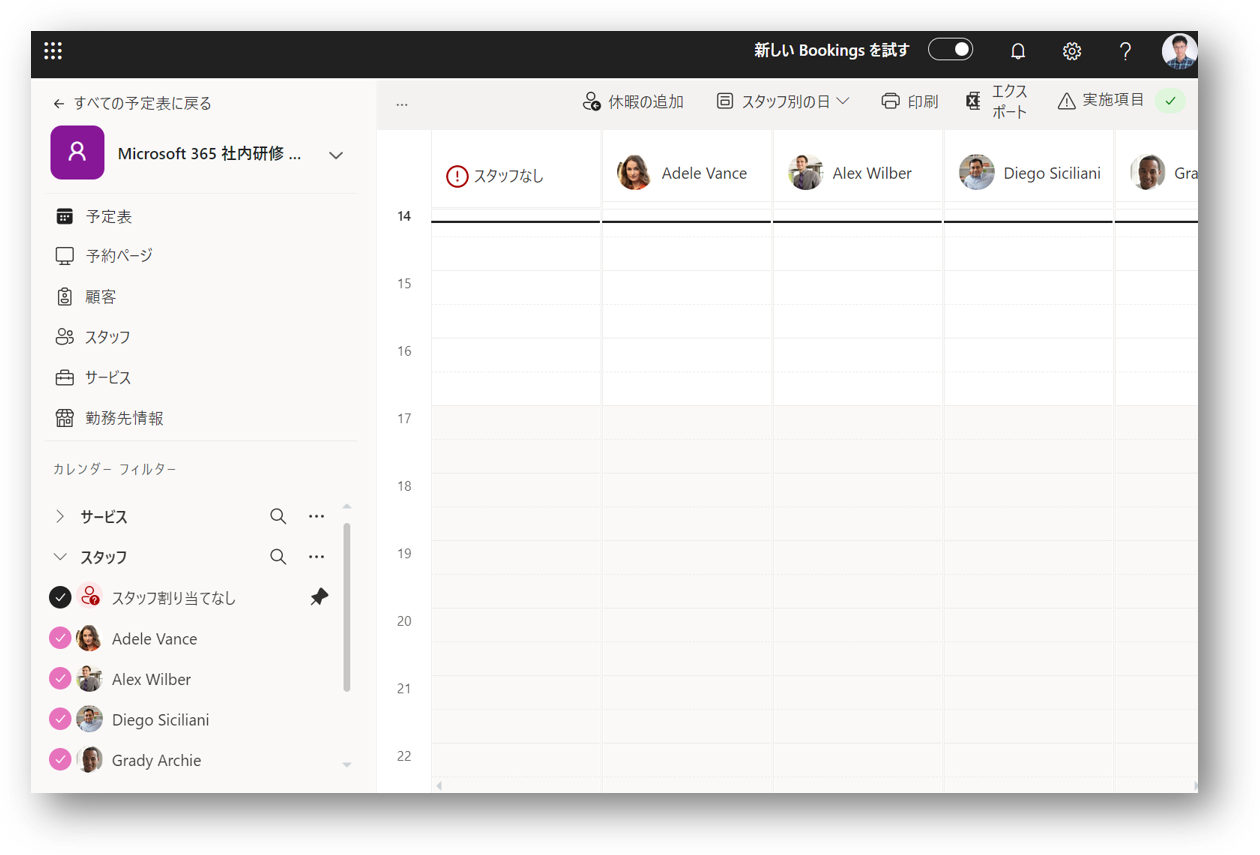 新しい Bookings を試す
?
← すべての予定表に戻る
Microsoft 365 社内研修 ...
予定表
予約ページ
顧客
スタッフ
サービス
勤務先情報
カレンダー フィルター
サービス
スタッフ
スタッフ割り当てなし
Adele Vance
Alex Wilber
Diego Siciliani
Grady Archie
...
休暇の追加
スタッフ別の日
印刷
エクス
ポート
実施項目
スタッフなし
Adele Vance
Alex Wilber
Diego Siciliani
Gra
14
15
16
17
18
19
20
21
22